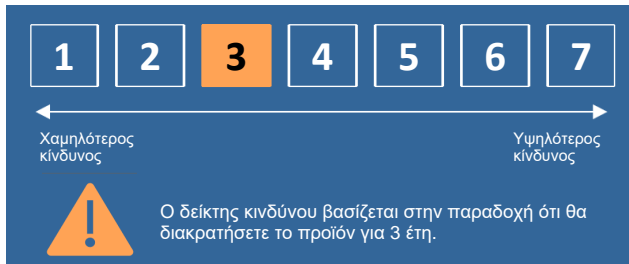 1 2 3 4 5 6 7
Χαμηλότερος Υψηλότερος
κίνδυνος κίνδυνος
Ο δείκτης κινδύνου βασίζεται στην παραδοχή ότι θα
διακρατήσετε το προϊόν για 3 έτη.